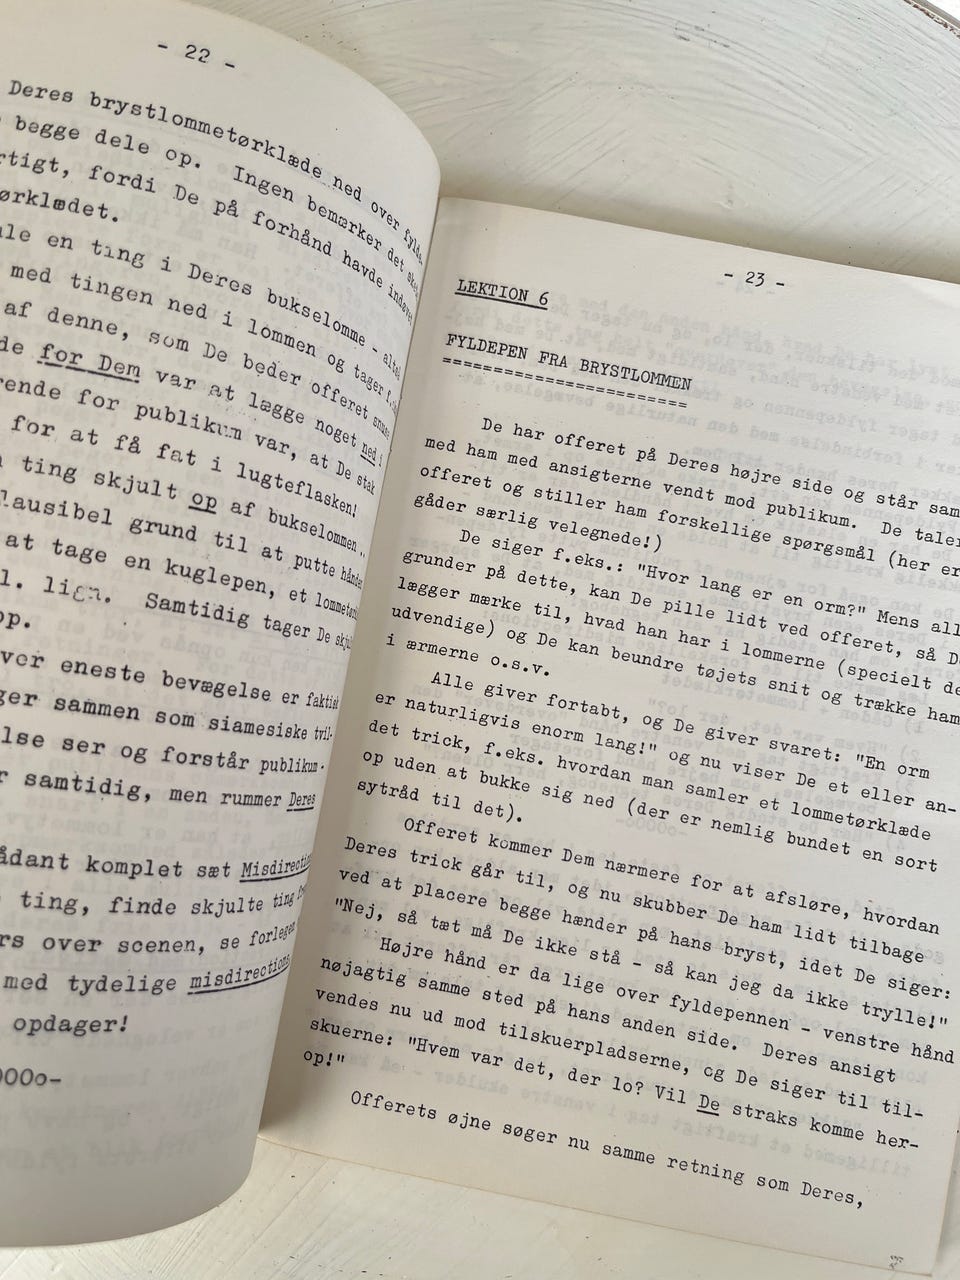 - 22 -
Deres brystlommetørklæde ned over fylde
begge dele op. Ingen bemærker det ske
rtigt, fordi De på forhånd havde indøvet
ørklædet.
le en ting i Deres bukselomme - altså
med tingen ned i lommen og tager f.eks
af denne, som De beder offeret snuse
de for Dem var at lægge noget ned i
rende for publikum var, at De stak
for at få fat i lugteflasken!
ting skjult op af bukselommen,
lausibel grund til at putte hånden
at tage en kuglepen, et lommetørk
l. lign. Samtidig tager De skju
op.
ver eneste bevægelse er faktisk
ger sammen som siamesiske tvil-
lse ser og forstår publikum.
r samtidig, men rummer Deres
ådant komplet sæt Misdirection
ting, finde skjulte ting fr
rs over scenen, se forlegen
med tydelige misdirections
opdager!
000o-
- 23 -
LEKTION 6
FYLDEPEN FRA BRYSTLOMMEN
========================
De har offeret på Deres højre side og står sam
med ham med ansigterne vendt mod publikum. De taler
offeret og stiller ham forskellige spørgsmål (her er
gåder særlig velegnede!)
De siger f.eks.: "Hvor lang er en orm?" Mens all
grunder på dette, kan De pille lidt ved offeret, så D
lægger mærke til, hvad han har i lommerne (specielt de
udvendige) og De kan beundre tøjets snit og trække ham
i ærmerne o.s.v.
Alle giver fortabt, og De giver svaret: "En orm
er naturligvis enorm lang!" og nu viser De et eller an-
det trick, f.eks. hvordan man samler et lommetørklæde
op uden at bukke sig ned (der er nemlig bundet en sort
sytråd til det).
Offeret kommer Dem nærmere for at afsløre, hvordan
Deres trick går til, og nu skubber De ham lidt tilbage
ved at placere begge hænder på hans bryst, idet De siger:
"Nej, så tæt må De ikke stå - så kan jeg da ikke trylle!"
Højre hånd er da lige over fyldepennen - venstre hånd
nøjagtig samme sted på hans anden side. Deres ansigt
vendes nu ud mod tilskuerpladserne, cg De siger til til-
skuerne: "Hvem var det, der lo? Vil De straks komme her-
op!"
Offerets øjne søger nu samme retning som Deres,